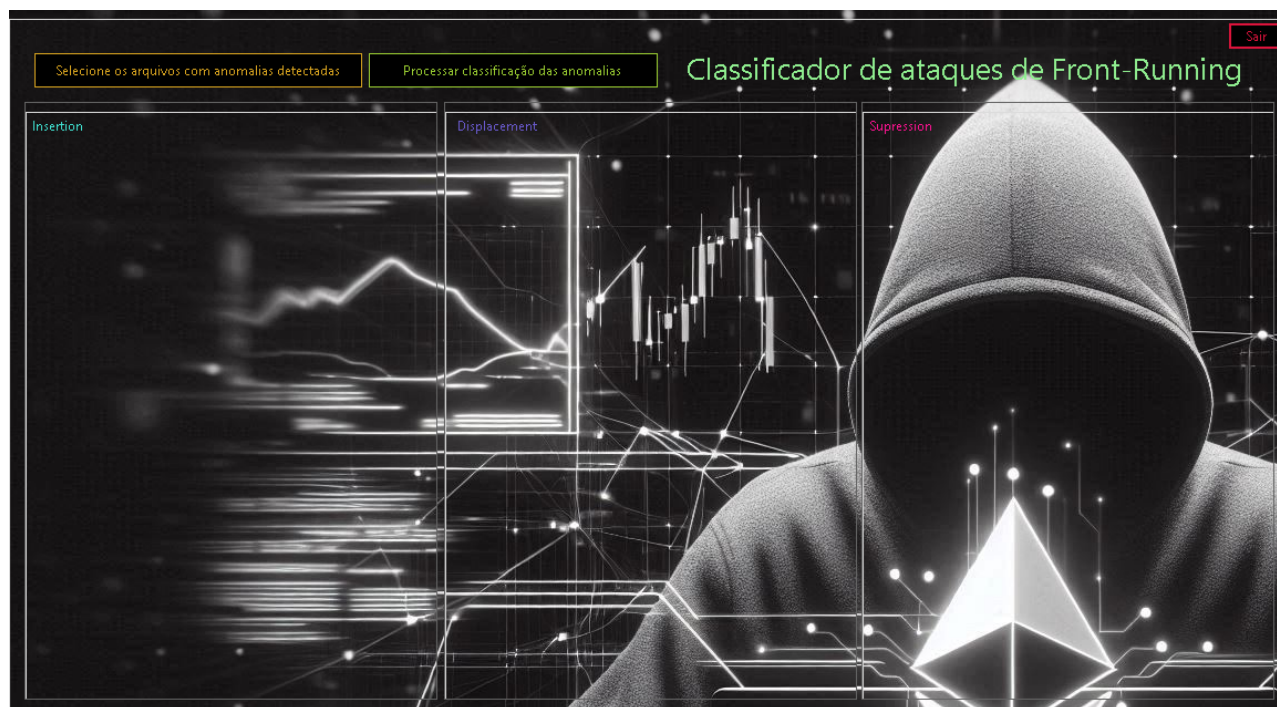 Sair
Selecione os arquivos com anomalias detectadas
Processar classificação das anomalias
Classificador de ataques de Front-Running
Insertion
Displacement
Supression